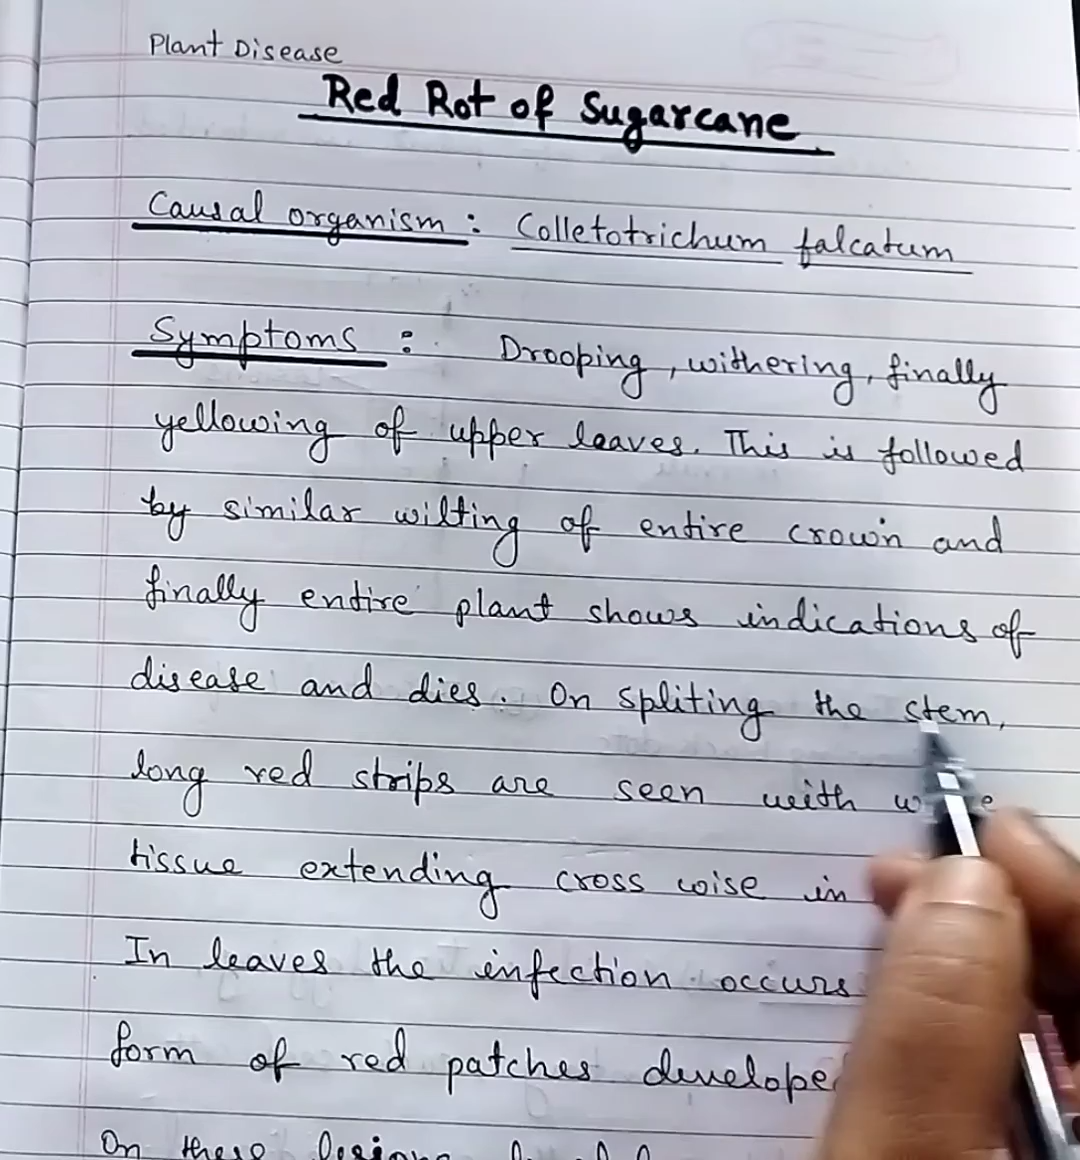 Plant Disease
Red Rot of Sugarcane
Causal organism : Colletotrichum falcatum
Symptoms : Drooping, withering, finally
yellowing of upper leaves. This is followed
by similar wilting of entire crown and
finally entire plant shows indications of
disease and dies. On spliting the stem,
long red strips are seen with
tissue extending cross wise in
In leaves the infection occurs
form of red patches
On these